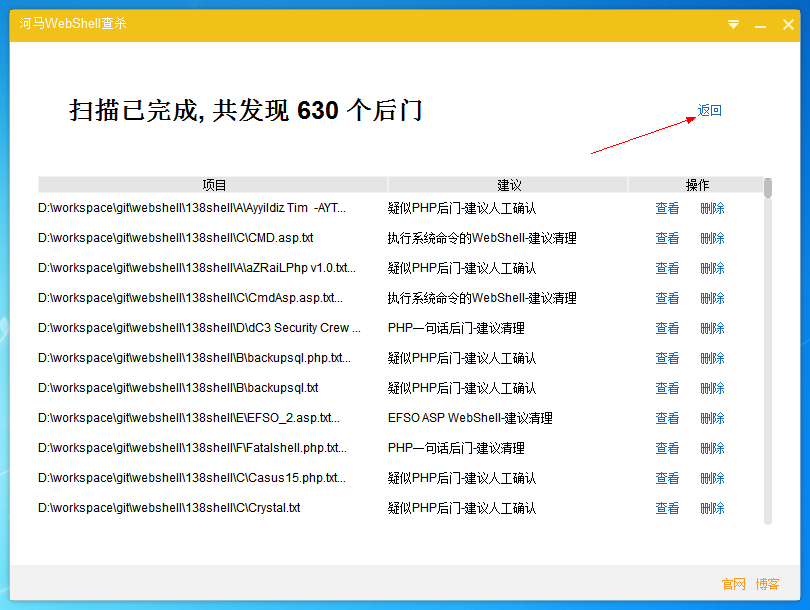 河马WebShell查杀
扫描已完成, 共发现 630 个后门
返回
项目 建议 操作
D:\workspace\git\webshell\138shell\A\Ayyildiz Tim -AYT... 疑似PHP后门-建议人工确认 查看 删除
D:\workspace\git\webshell\138shell\C\CMD.asp.txt 执行系统命令的WebShell-建议清理 查看 删除
D:\workspace\git\webshell\138shell\A\aZRaiLPhp v1.0.txt... 疑似PHP后门-建议人工确认 查看 删除
D:\workspace\git\webshell\138shell\C\CmdAsp.asp.txt... 执行系统命令的WebShell-建议清理 查看 删除
D:\workspace\git\webshell\138shell\D\dC3 Security Crew ... PHP一句话后门-建议清理 查看 删除
D:\workspace\git\webshell\138shell\B\backupsql.php.txt... 疑似PHP后门-建议人工确认 查看 删除
D:\workspace\git\webshell\138shell\B\backupsql.txt 疑似PHP后门-建议人工确认 查看 删除
D:\workspace\git\webshell\138shell\E\EFSO_2.asp.txt... EFSO ASP WebShell-建议清理 查看 删除
D:\workspace\git\webshell\138shell\F\Fatalshell.php.txt... PHP一句话后门-建议清理 查看 删除
D:\workspace\git\webshell\138shell\C\Casus15.php.txt... 疑似PHP后门-建议人工确认 查看 删除
D:\workspace\git\webshell\138shell\C\Crystal.txt 疑似PHP后门-建议人工确认 查看 删除
官网 博客